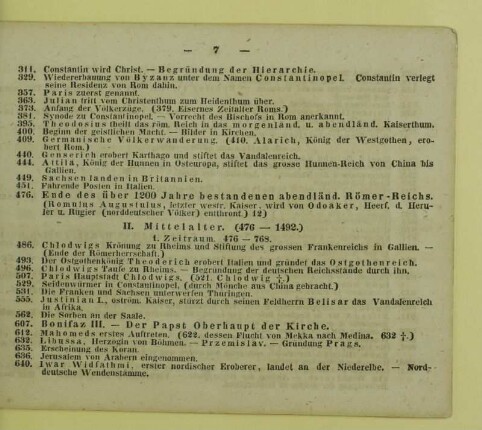 — 7 —
311. Constantin wird Christ. — Begründung der Hierarchie.
329. Wiedererbauung von Byzanz unter dem Namen Constantinopel. Constantin verlegt
seine Residenz von Rom dahin.
357. Paris zuerst genannt.
363. Julian tritt vom Christenthum zum Heidenthum über.
373. Anfang der Völkerzüge. (379. Eisernes Zeitalter Roms.)
381. Synode zu Constantinopel. — Vorrecht des Bischofs in Rom anerkannt.
395. Theodosius theilt das röm. Reich in das morgenländ. u. abendländ. Kaiserthum.
400. Beginn der geistlichen Macht. — Bilder in Kirchen.
409. Germanische Völkerwanderung. (410. Alarich, König der Westgothen, er-
obert Rom.)
440. Genserich erobert Karthago und stiftet das Vandalenreich.
444. Attila, König der Hunnen in Osteuropa, stiftet das grosse Hunnen-Reich von China bis
Gallien.
449. Sachsen landen in Britannien.
451. Fahrende Posten in Italien.
476. Ende des über 1200 Jahre bestandenen abendländ. Römer-Reichs.
(Romulus Augustulus, letzter westr. Kaiser, wird von Odoaker, Heerf. d. Heru-
ler u. Rugier (norddeutscher Völker) entthront.) 12)
II. Mittelalter. (476 — 1492.)
1. Zeitraum. 476 — 768.
486. Chlodwigs Krönung zu Rheims und Stiftung des grossen Frankenreichs in Gallien. —
(Ende der Römerherrschaft.)
493. Der Ostgothenkönig Theoderich erobert Italien und gründet das Ostgothenreich.
496. Chlodwigs Taufe zu Rheims. — Begründung der deutschen Reichsstände durch ihn.
507. Paris Hauptstadt Chlodwigs. (521. Chlodwig †.)
529. Seidenwürmer in Constantinopel, (durch Mönche aus China gebracht.)
531. Die Franken und Sachsen unterwerfen Thüringen.
555. Justinian I., oström. Kaiser, stürzt durch seinen Feldherrn Belisar das Vandalenreich
in Afrika.
562. Die Sorben an der Saale.
607. Bonifaz III. — Der Papst Oberhaupt der Kirche.
612. Mahomeds erstes Auftreten. (622. dessen Flucht von Mekka nach Medina. 632 †.)
632. Libussa, Herzogin von Böhmen. — Przemislav. — Gründung Prags.
635. Erscheinung des Koran.
636. Jerusalem von Arabern eingenommen.
640. Iwar Widfathmi, erster nordischer Eroberer, landet an der Niederelbe. — Nord-
deutsche Wendenstämme.